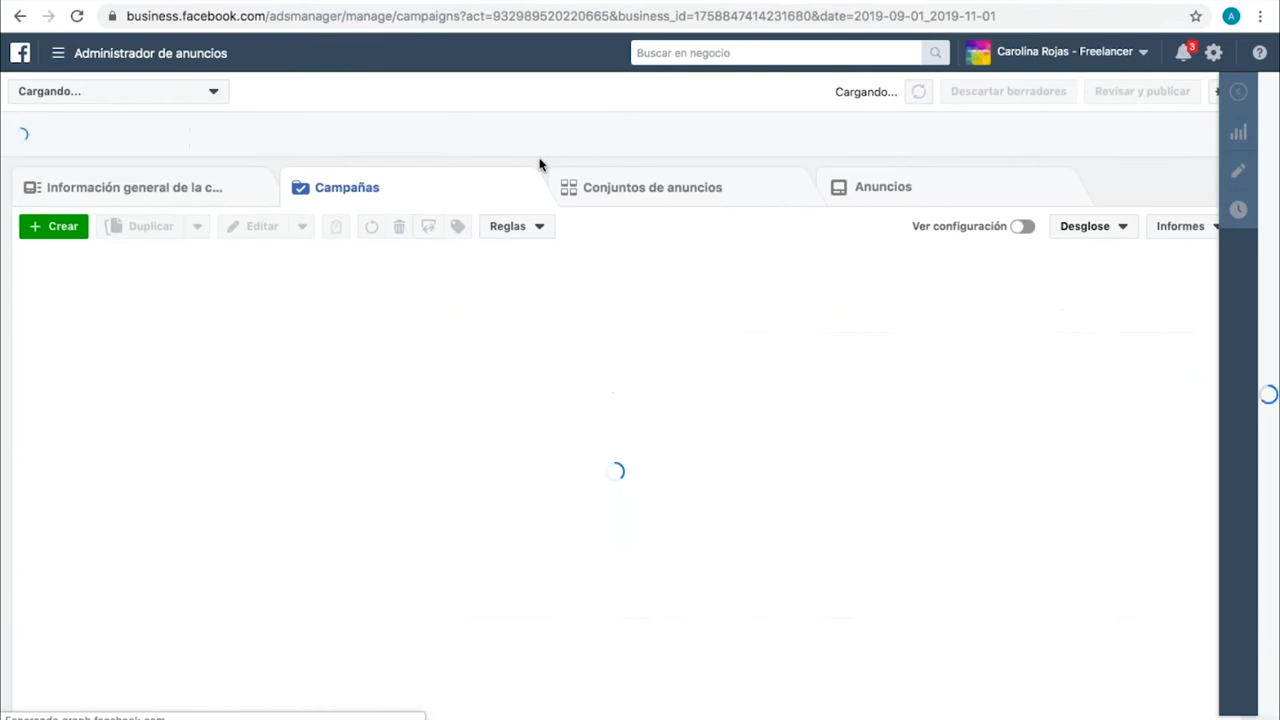 business.facebook.com/adsmanager/manage/campaigns?act=932989520220665&business_id=1758847414231680&date=2019-09-01_2019-11-01
A
Administrador de anuncios
Buscar en negocio
Carolina Rojas - Freelancer
3
Cargando...
Cargando...
Descartar borradores
Revisar y publicar
Información general de la c...
Campañas
Conjuntos de anuncios
Anuncios
+ Crear
Duplicar
Editar
Reglas
Ver configuración
Desglose
Informes